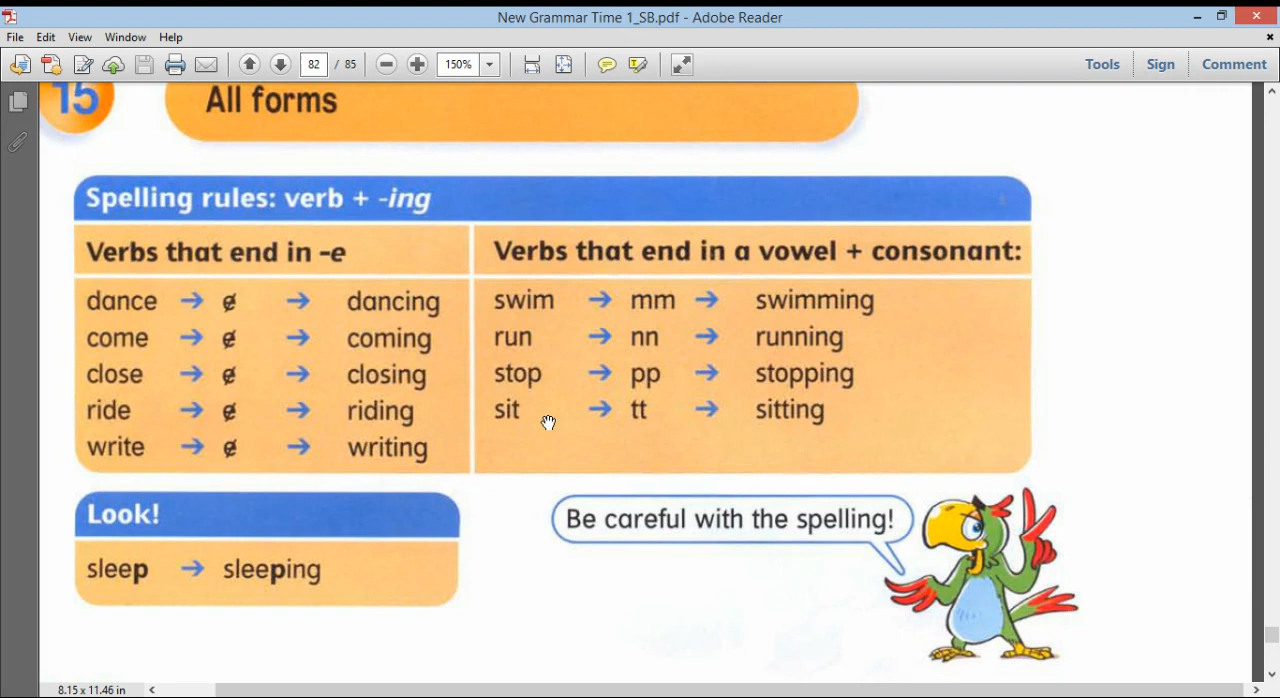 New Grammar Time 1_SB.pdf - Adobe Reader
File Edit View Window Help
82 / 85 150% Tools Sign Comment
15 All forms
Spelling rules: verb + -ing
Verbs that end in -e
dance → e → dancing
come → e → coming
close → e → closing
ride → e → riding
write → e → writing
Verbs that end in a vowel + consonant:
swim → mm → swimming
run → nn → running
stop → pp → stopping
sit → tt → sitting
Look!
sleep → sleeping
Be careful with the spelling!
8.15 x 11.46 in